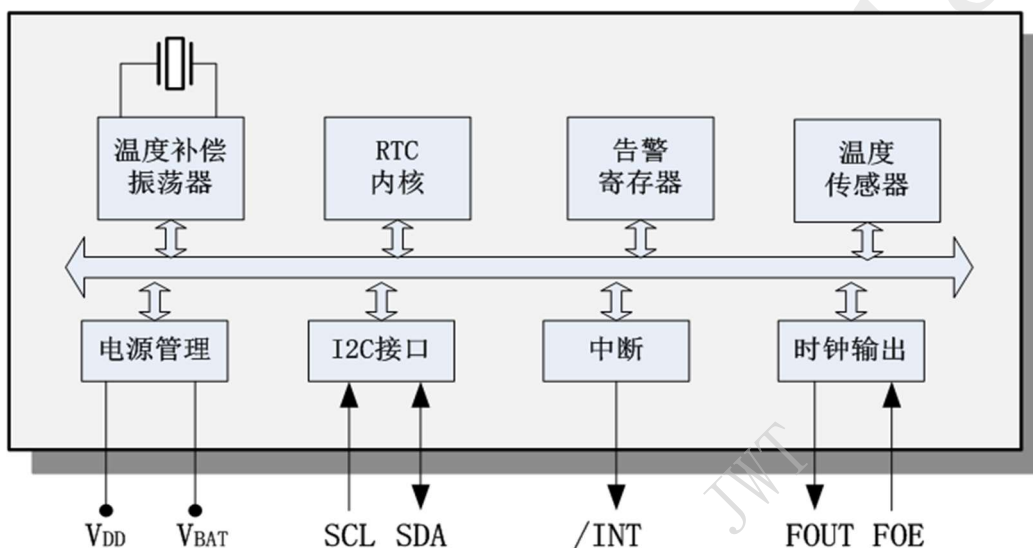 温度补偿
振荡器
RTC
内核
告警
寄存器
温度
传感器
电源管理
I2C接口
中断
时钟输出
VDD
VBAT
SCL
SDA
/INT
FOUT
FOE
JWT